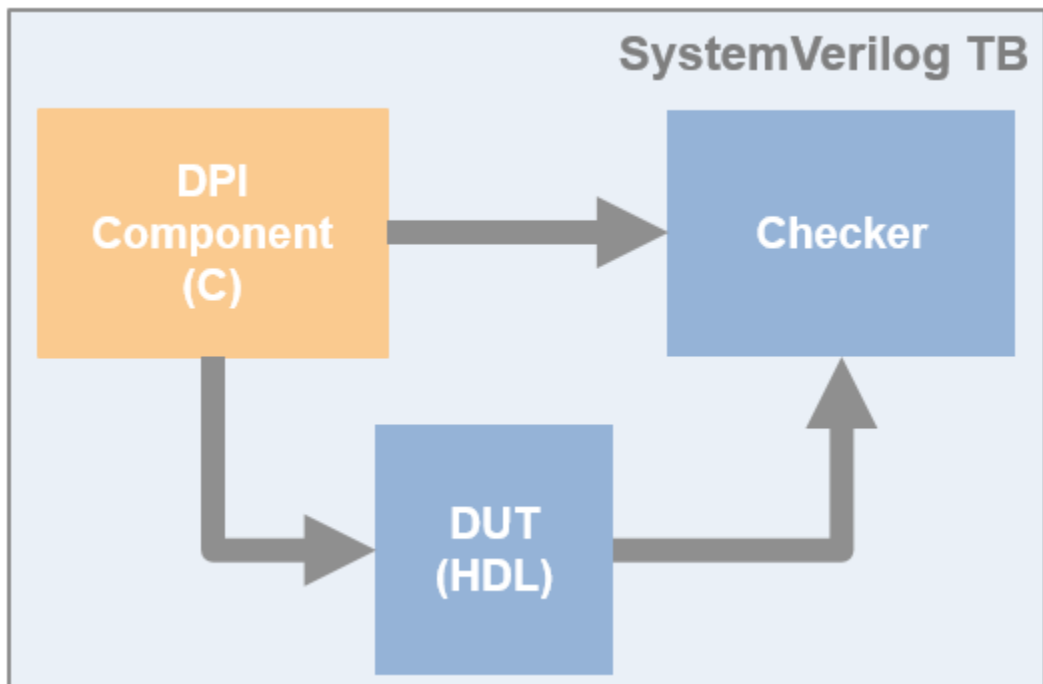 SystemVerilog TB
DPI
Component
(C)
Checker
DUT
(HDL)